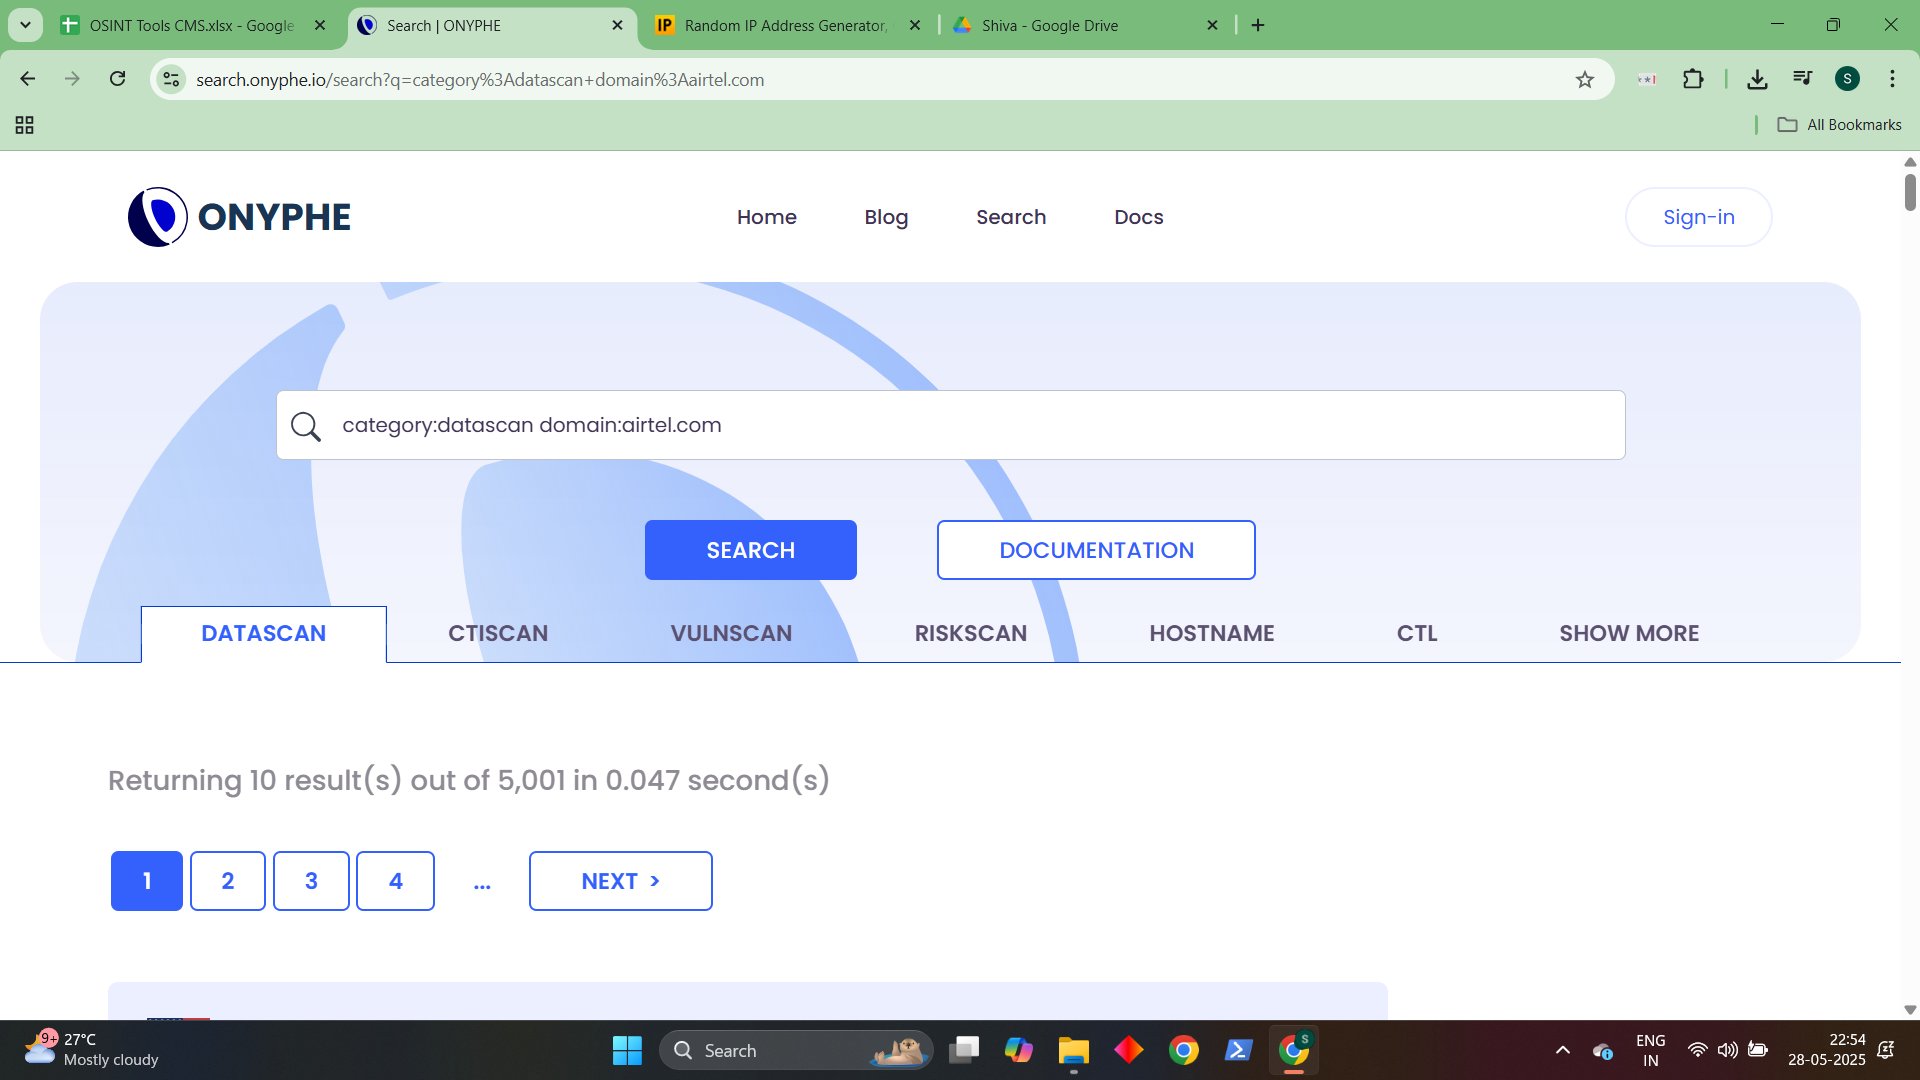 OSINT Tools CMS.xlsx - Google
Search | ONYPHE
IP
Random IP Address Generator,
Shiva - Google Drive
search.onyphe.io/search?q=category%3Adatascan+domain%3Aairtel.com
S
All Bookmarks
ONYPHE
Home
Blog
Search
Docs
Sign-in
category:datascan domain:airtel.com
SEARCH
DOCUMENTATION
DATASCAN
CTISCAN
VULNSCAN
RISKSCAN
HOSTNAME
CTL
SHOW MORE
Returning 10 result(s) out of 5,001 in 0.047 second(s)
1
2
3
4
...
NEXT >
9+
27°C
Mostly cloudy
Search
S
ENG
IN
22:54
28-05-2025